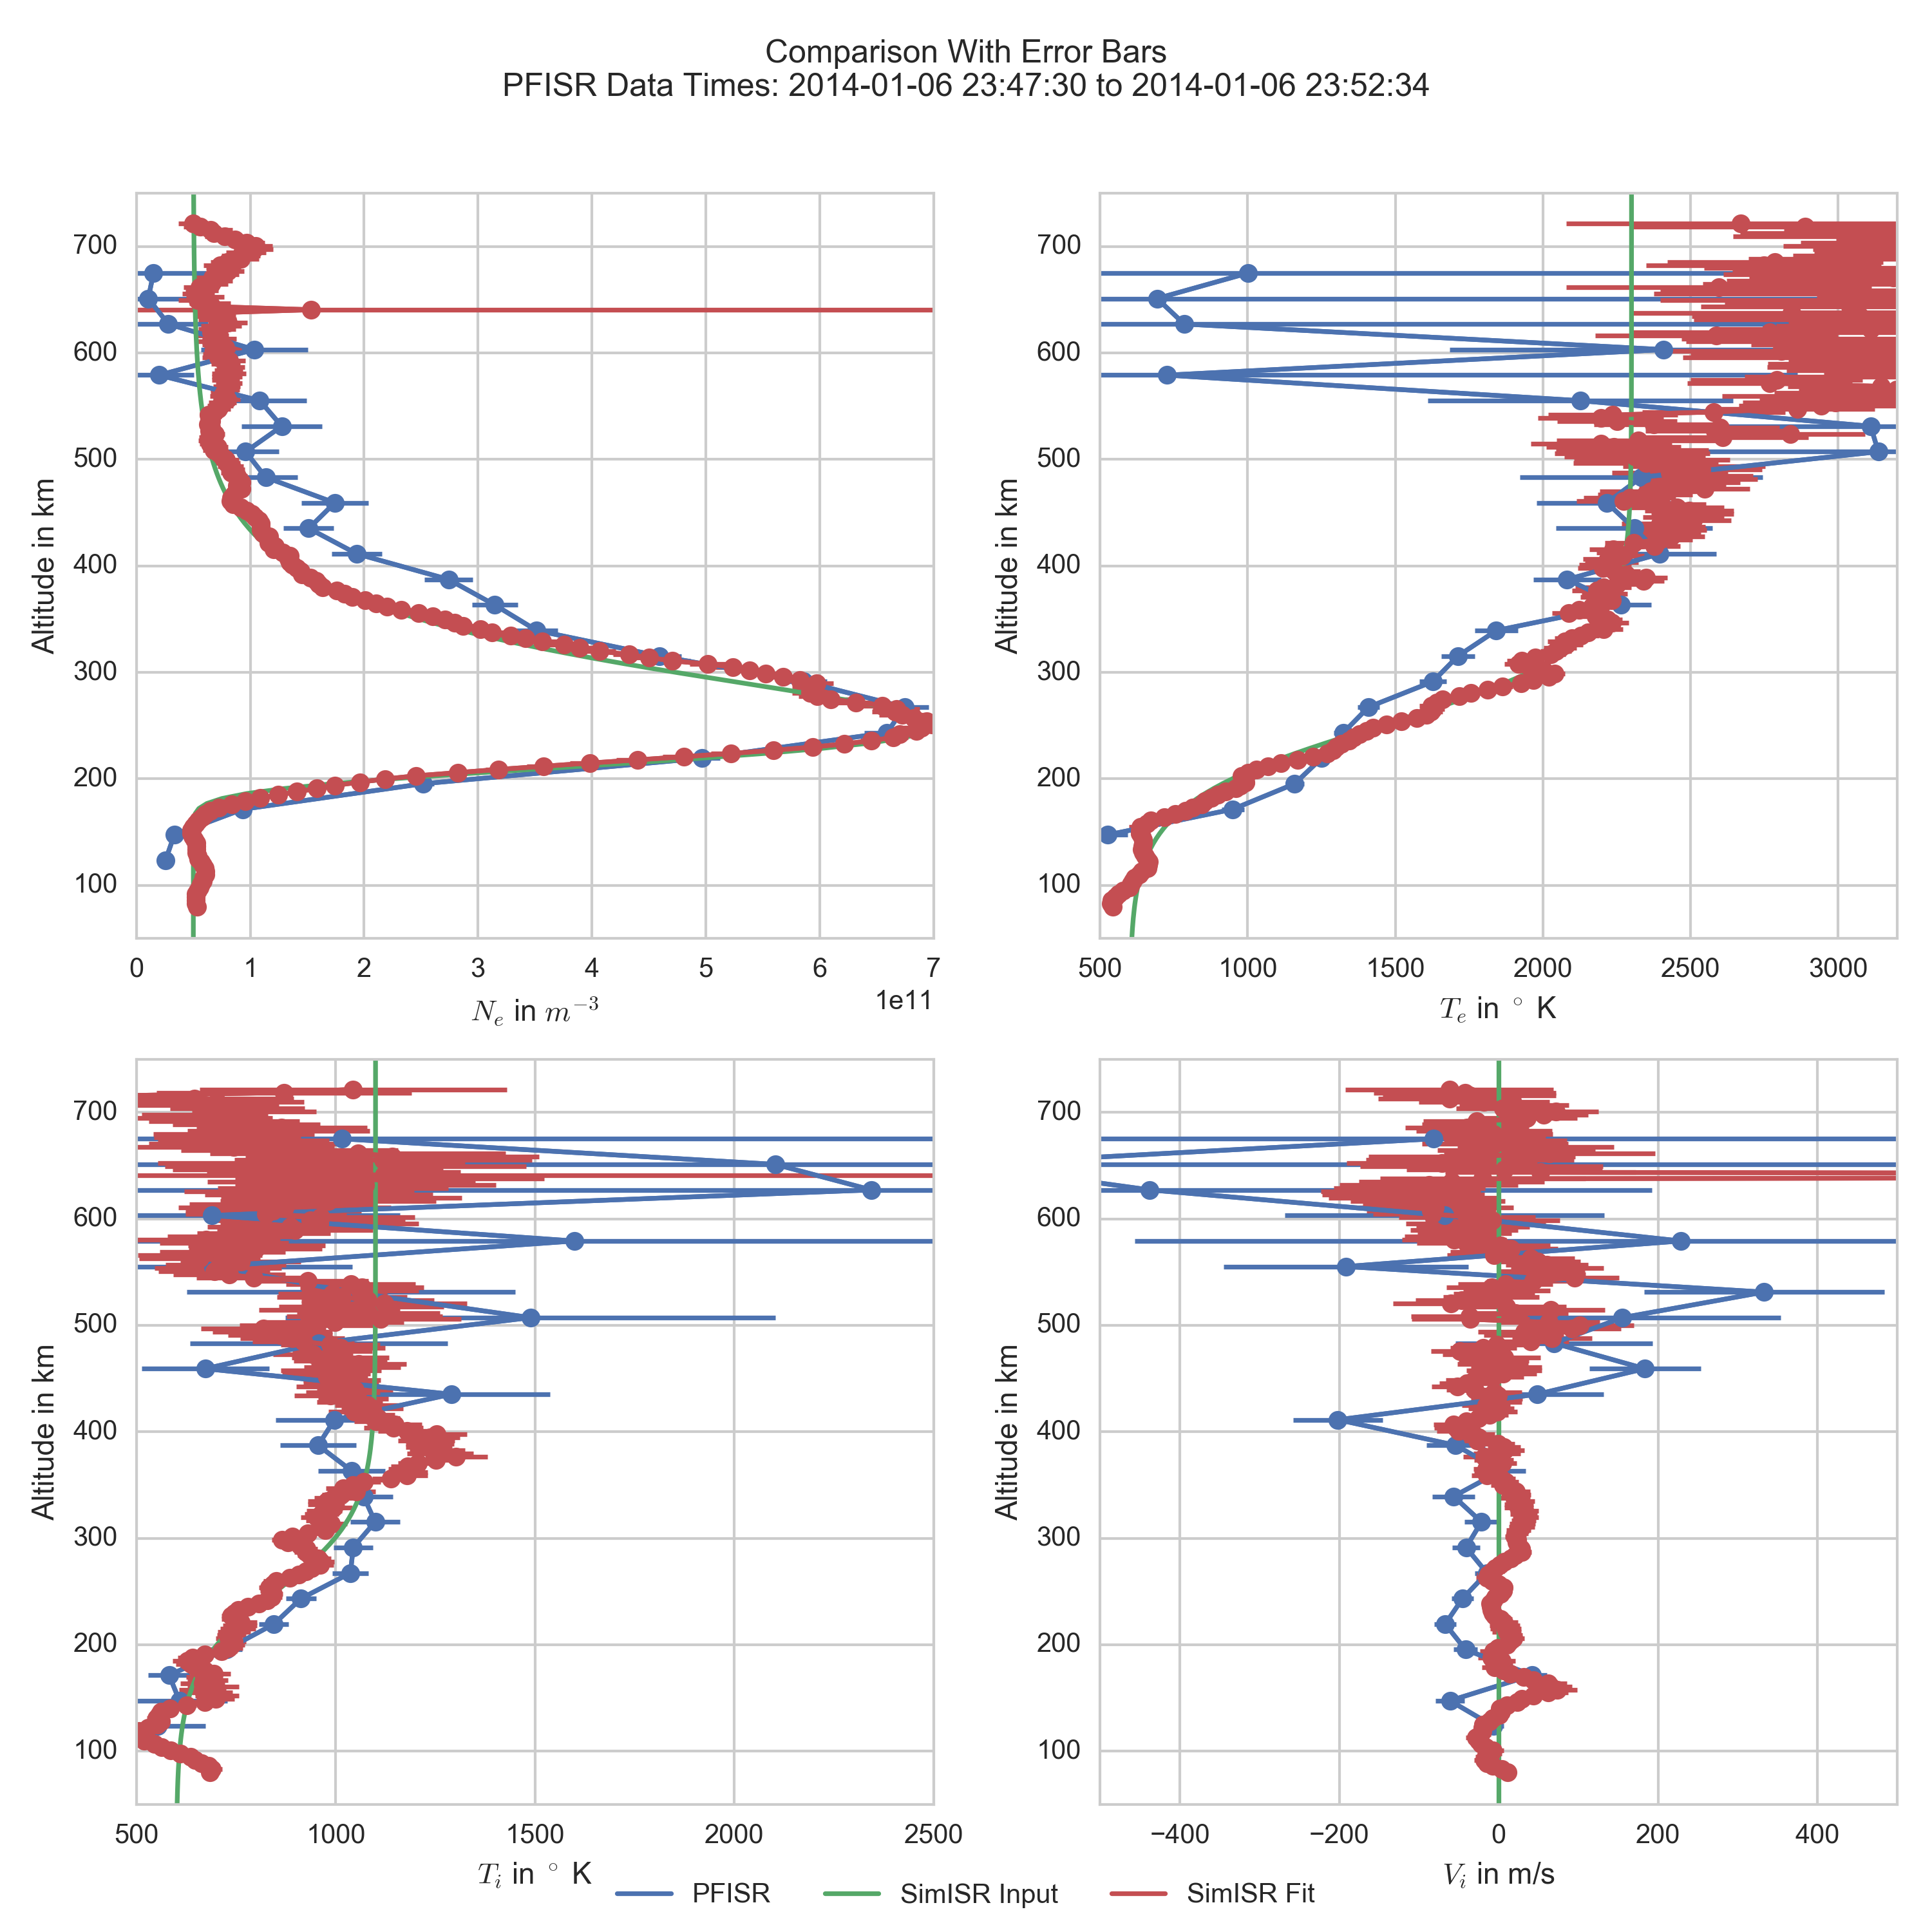 Comparison With Error Bars
PFISR Data Times: 2014-01-06 23:47:30 to 2014-01-06 23:52:34
Altitude in km
700
600
500
400
300
200
100
0 1 2 3 4 5 6 7
1e11
N_e in m^{-3}
Altitude in km
700
600
500
400
300
200
100
500 1000 1500 2000 2500 3000
T_e in ° K
Altitude in km
700
600
500
400
300
200
100
500 1000 1500 2000 2500
T_i in ° K
Altitude in km
700
600
500
400
300
200
100
−400 −200 0 200 400
V_i in m/s
PFISR SimISR Input SimISR Fit